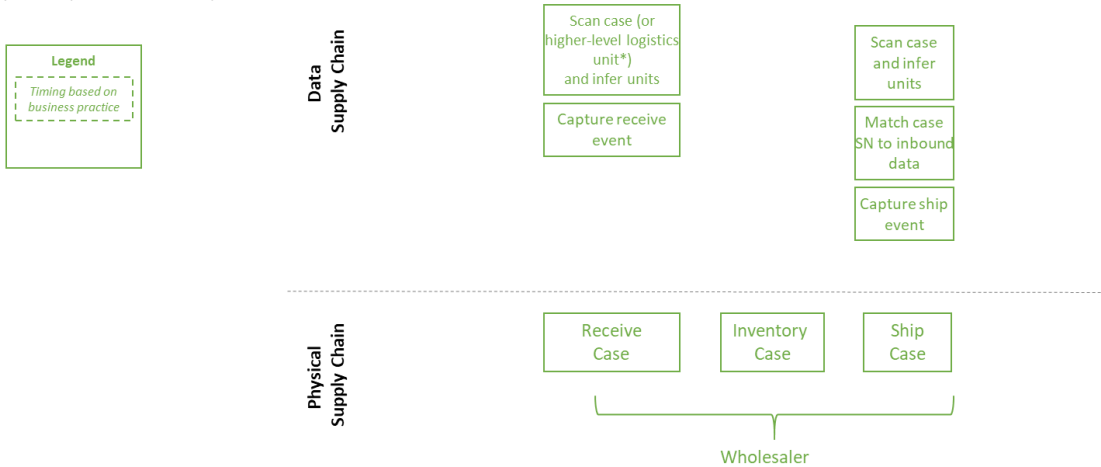 Legend
Timing based on
business practice
Data
Supply Chain
Scan case (or
higher-level logistics
unit*)
and infer units
Capture receive
event
Scan case
and infer
units
Match case
SN to inbound
data
Capture ship
event
Physical
Supply Chain
Receive
Case
Inventory
Case
Ship
Case
Wholesaler